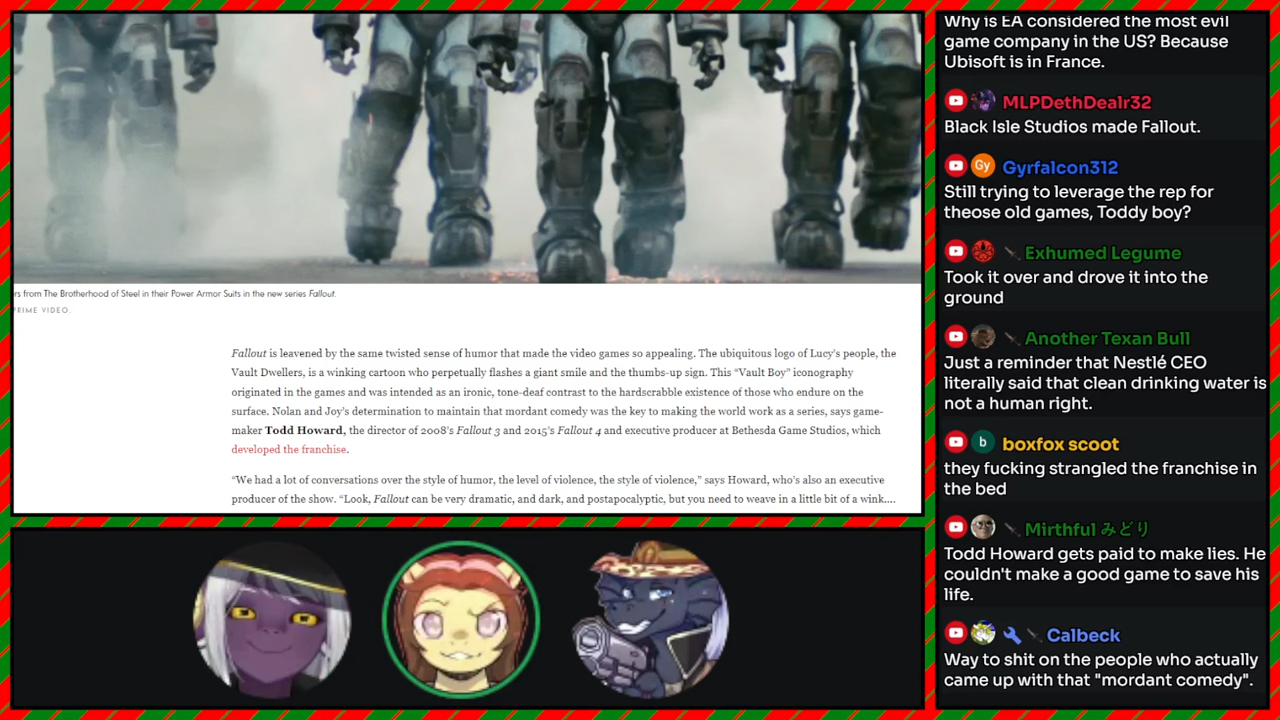 rs from The Brotherhood of Steel in their Power Armor Suits in the new series Fallout.
PRIME VIDEO.
Fallout is leavened by the same twisted sense of humor that made the video games so appealing. The ubiquitous logo of Lucy's people, the
Vault Dwellers, is a winking cartoon who perpetually flashes a giant smile and the thumbs-up sign. This “Vault Boy” iconography
originated in the games and was intended as an ironic, tone-deaf contrast to the hardscrabble existence of those who endure on the
surface. Nolan and Joy's determination to maintain that mordant comedy was the key to making the world work as a series, says game-
maker Todd Howard, the director of 2008's Fallout 3 and 2015's Fallout 4 and executive producer at Bethesda Game Studios, which
developed the franchise.
“We had a lot of conversations over the style of humor, the level of violence, the style of violence,” says Howard, who's also an executive
producer of the show. “Look, Fallout can be very dramatic, and dark, and postapocalyptic, but you need to weave in a little bit of a wink....
Why is EA considered the most evil
game company in the US? Because
Ubisoft is in France.
MLPDethDealr32
Black Isle Studios made Fallout.
Gy Gyrfalcon312
Still trying to leverage the rep for
theose old games, Toddy boy?
Exhumed Legume
Took it over and drove it into the
ground
Another Texan Bull
Just a reminder that Nestlé CEO
literally said that clean drinking water is
not a human right.
b boxfox scoot
they fucking strangled the franchise in
the bed
Mirthful みどり
Todd Howard gets paid to make lies. He
couldn't make a good game to save his
life.
Calbeck
Way to shit on the people who actually
came up with that "mordant comedy".